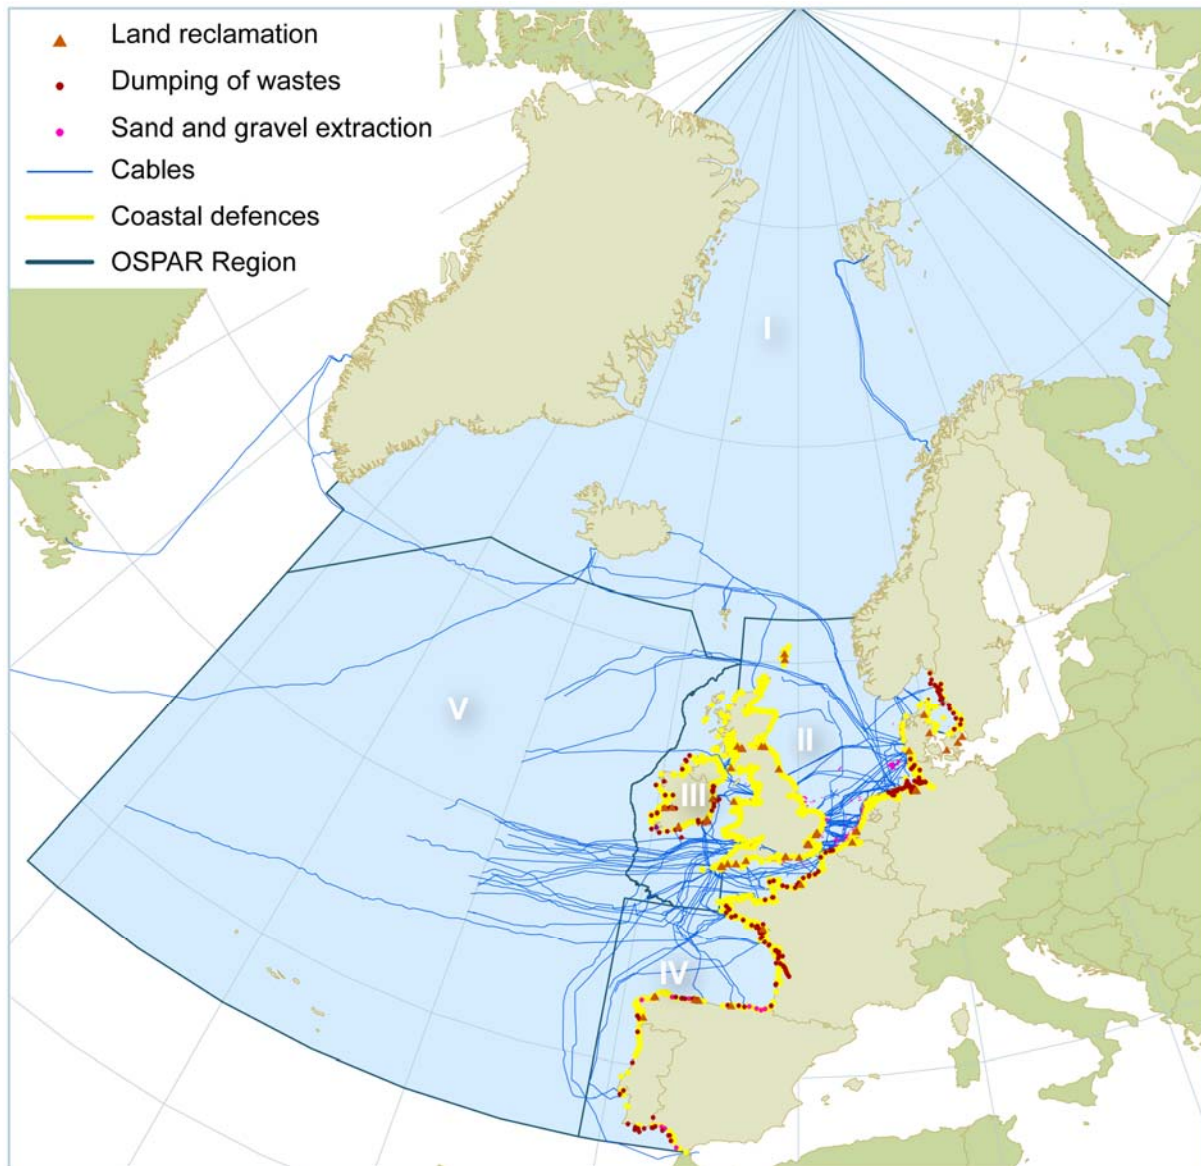 Land reclamation
Dumping of wastes
Sand and gravel extraction
Cables
Coastal defences
OSPAR Region
I
V
II
III
IV